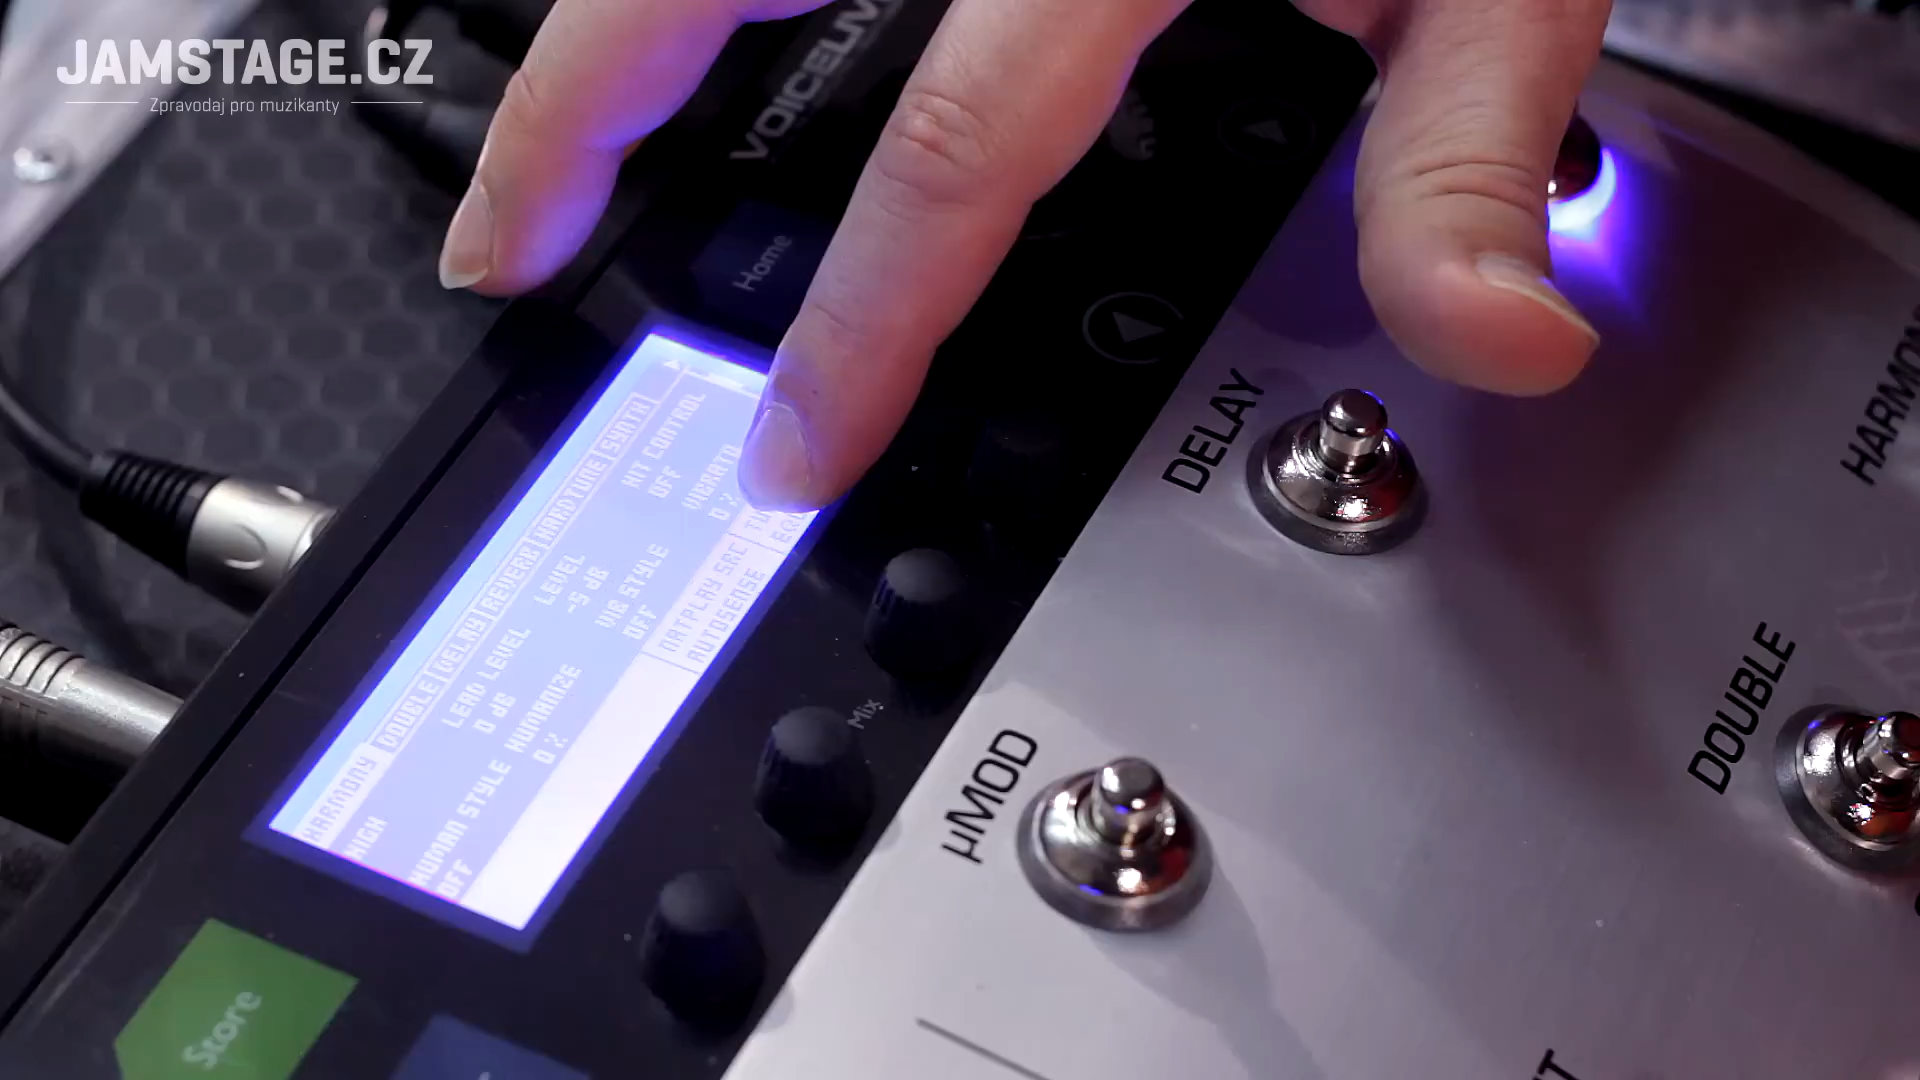 JAMSTAGE.CZ
Zpravodaj pro muzikanty
VOICELIV
Home
HARMONY DOUBLE DELAY REVERB HARDTUNE SYNTH
HIGH LEAD LEVEL LEVEL HIT CONTROL
0 dB -5 dB OFF
HUMAN STYLE HUMANIZE VIB STYLE VIBRATO
OFF 0 % OFF 0 %
NATPLAY SRC
AUTOSENSE
Mix
Store
DELAY
µMOD
DOUBLE